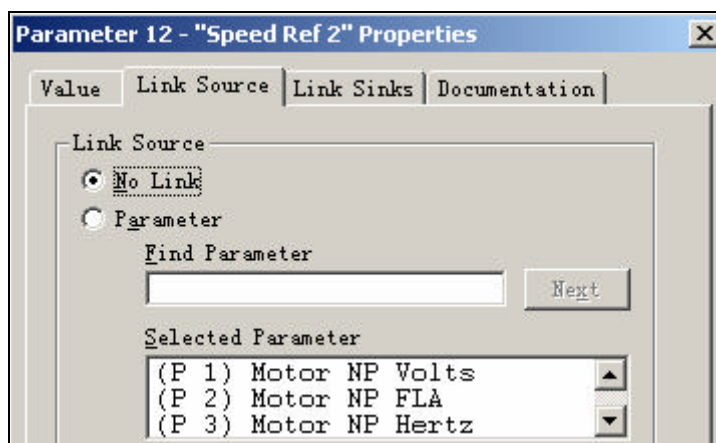 Parameter 12 - "Speed Ref 2" Properties
Value Link Source Link Sinks Documentation
Link Source
No Link
Parameter
Find Parameter
Next
Selected Parameter
(P 1) Motor NP Volts
(P 2) Motor NP FLA
(P 3) Motor NP Hertz